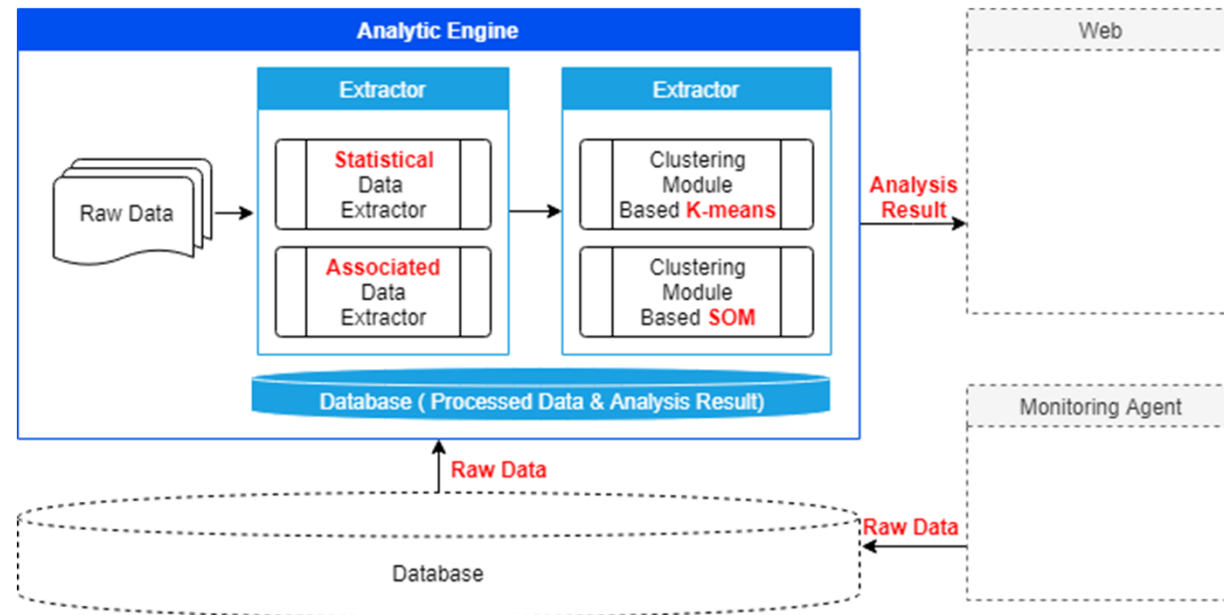 Analytic Engine
Web
Extractor
Extractor
Raw Data
Statistical
Data
Extractor
Associated
Data
Extractor
Clustering
Module
Based K-means
Clustering
Module
Based SOM
Analysis
Result
Database ( Processed Data & Analysis Result)
Monitoring Agent
Raw Data
Raw Data
Database